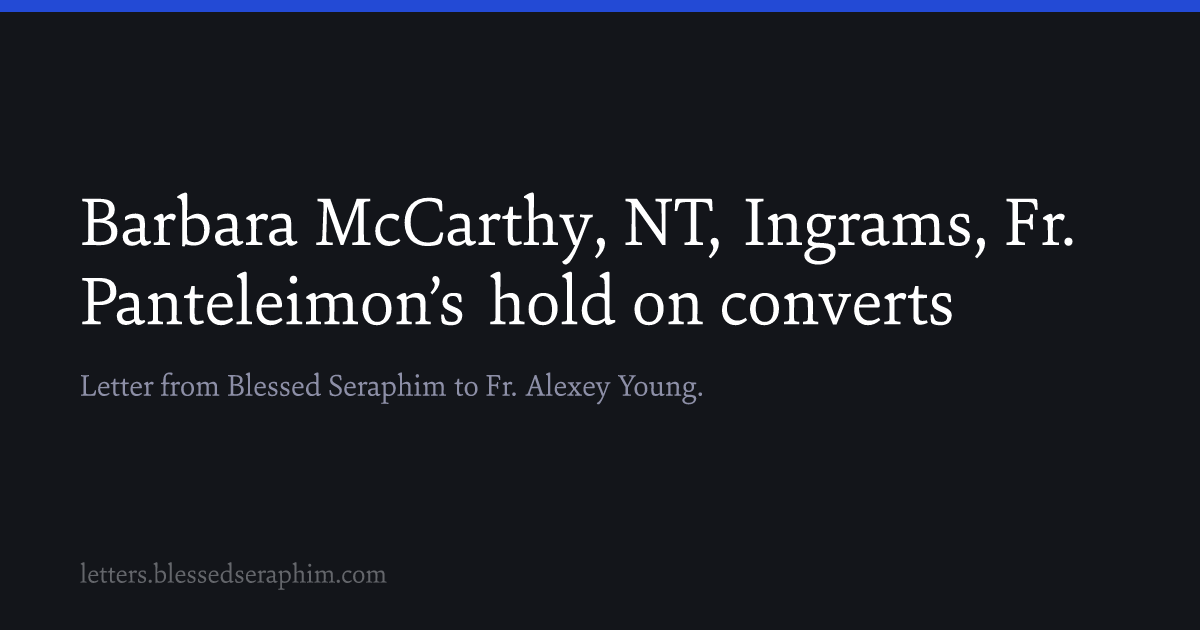 Barbara McCarthy, NT, Ingrams, Fr.
Panteleimon’s hold on converts
Letter from Blessed Seraphim to Fr. Alexey Young.
letters.blessedseraphim.com